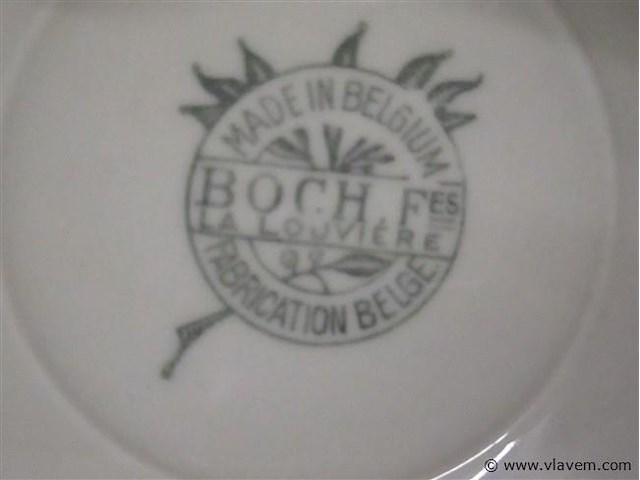 MADE IN BELGIUM
BOCH FES
LA LOUVIÈRE
FABRICATION BELGE
© www.vlavem.com